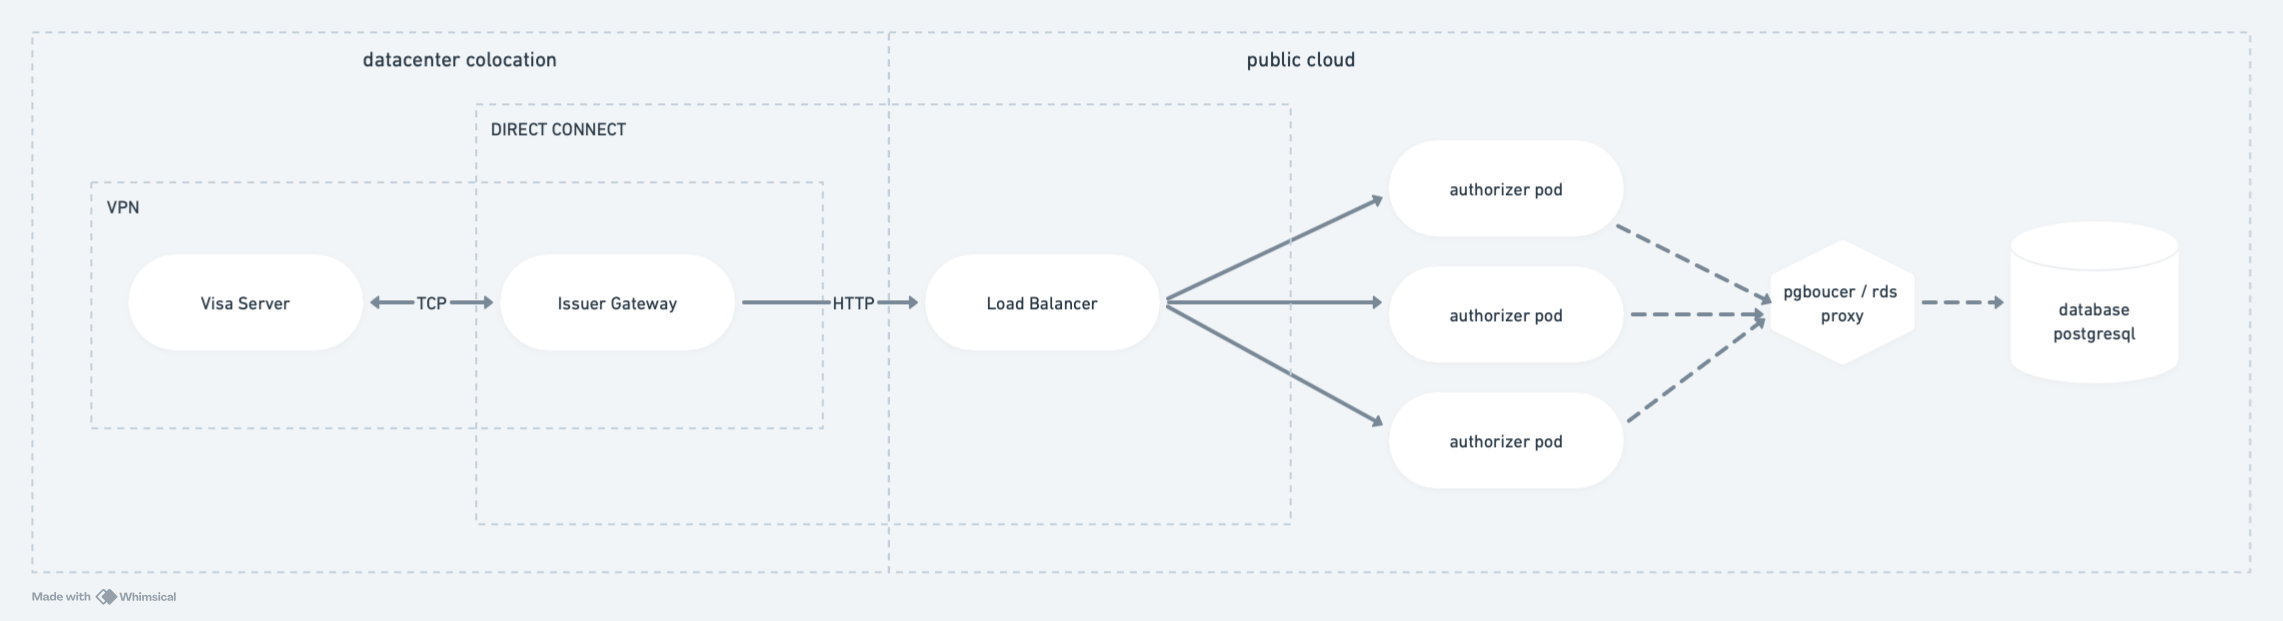 datacenter colocation
public cloud
DIRECT CONNECT
VPN
Visa Server
TCP
Issuer Gateway
HTTP
Load Balancer
authorizer pod
authorizer pod
authorizer pod
pgboucer / rds
proxy
database
postgresql
Made with Whimsical